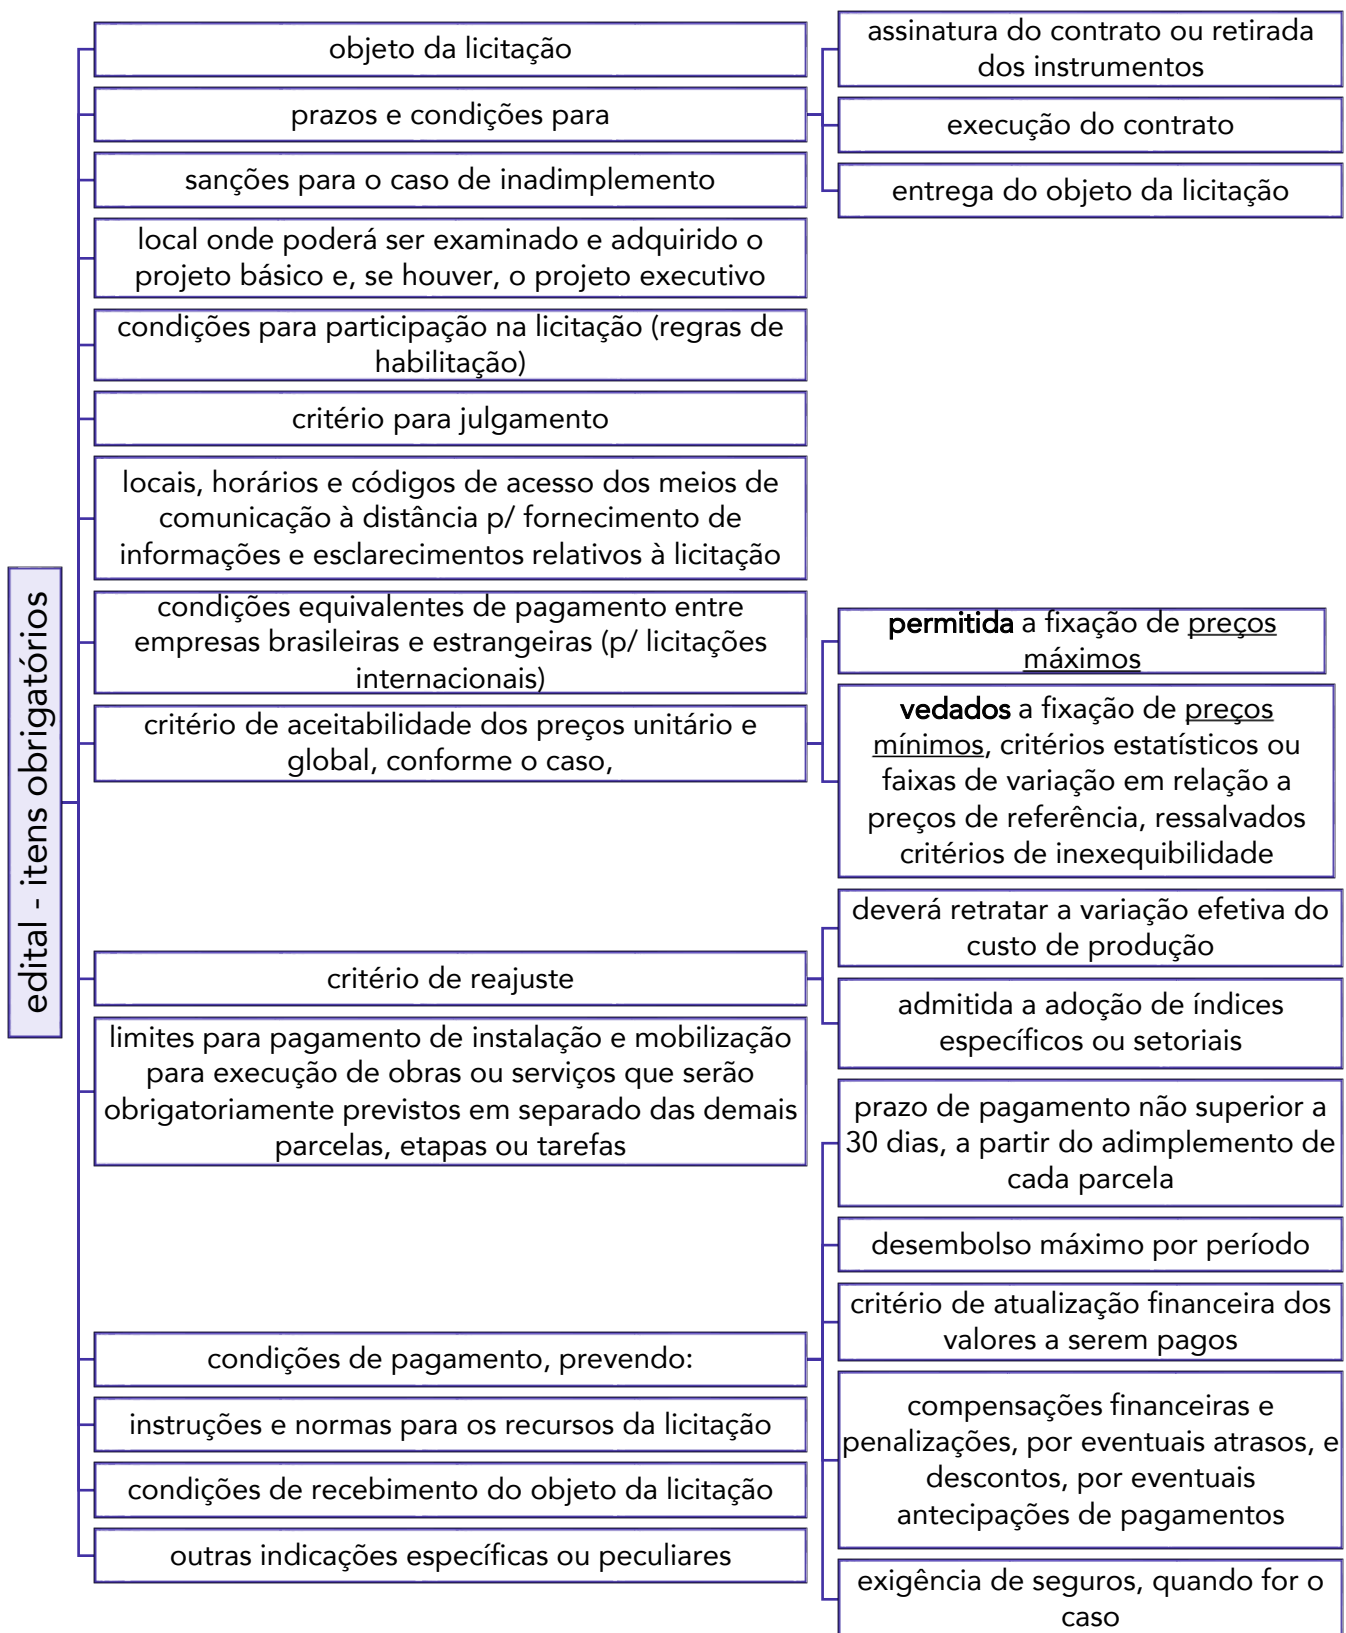 edital - itens obrigatórios
objeto da licitação
prazos e condições para
assinatura do contrato ou retirada
dos instrumentos
execução do contrato
entrega do objeto da licitação
sanções para o caso de inadimplemento
local onde poderá ser examinado e adquirido o
projeto básico e, se houver, o projeto executivo
condições para participação na licitação (regras de
habilitação)
critério para julgamento
locais, horários e códigos de acesso dos meios de
comunicação à distância p/ fornecimento de
informações e esclarecimentos relativos à licitação
condições equivalentes de pagamento entre
empresas brasileiras e estrangeiras (p/ licitações
internacionais)
critério de aceitabilidade dos preços unitário e
global, conforme o caso,
permitida a fixação de preços
máximos
vedados a fixação de preços
mínimos, critérios estatísticos ou
faixas de variação em relação a
preços de referência, ressalvados
critérios de inexequibilidade
critério de reajuste
deverá retratar a variação efetiva do
custo de produção
admitida a adoção de índices
específicos ou setoriais
limites para pagamento de instalação e mobilização
para execução de obras ou serviços que serão
obrigatoriamente previstos em separado das demais
parcelas, etapas ou tarefas
condições de pagamento, prevendo:
prazo de pagamento não superior a
30 dias, a partir do adimplemento de
cada parcela
desembolso máximo por período
critério de atualização financeira dos
valores a serem pagos
compensações financeiras e
penalizações, por eventuais atrasos, e
descontos, por eventuais
antecipações de pagamentos
exigência de seguros, quando for o
caso
instruções e normas para os recursos da licitação
condições de recebimento do objeto da licitação
outras indicações específicas ou peculiares